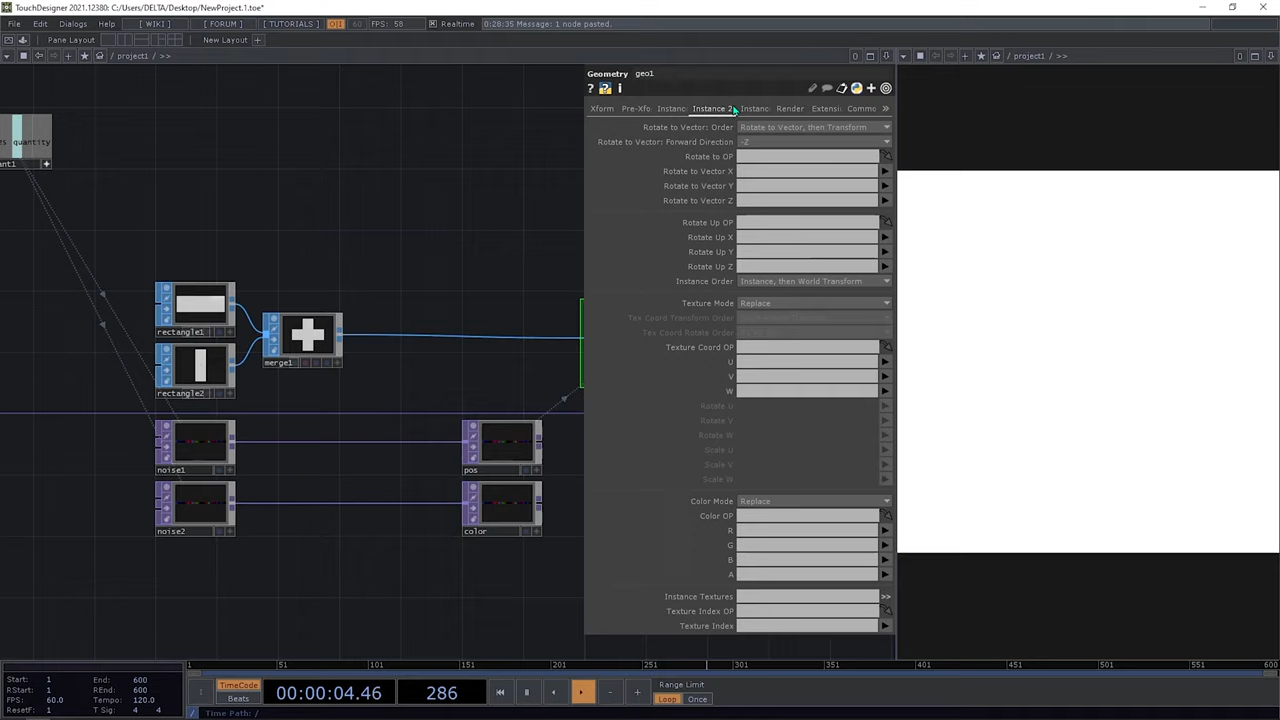 TouchDesigner 2021.12380: C:/Users/DELTA/Desktop/NewProject.1.toe*
File Edit Dialogs Help [ WIKI ] [ FORUM ] [ TUTORIALS ] O|I 60 FPS: 58 Realtime 0:28:35 Message: 1 node pasted.
Pane Layout New Layout +
/ project1 / >> 0 / project1 / >> 0
Geometry geo1
? ? i
Xform Pre-Xfo Instanc Instance 2 Instanc Render Extensi Commo »
Rotate to Vector: Order Rotate to Vector, then Transform
Rotate to Vector: Forward Direction -Z
Rotate to OP
Rotate to Vector X
Rotate to Vector Y
Rotate to Vector Z
Rotate Up OP
Rotate Up X
Rotate Up Y
Rotate Up Z
Instance Order Instance, then World Transform
Texture Mode Replace
Tex Coord Transform Order
Tex Coord Rotate Order
Texture Coord OP
U
V
W
Rotate U
Rotate V
Rotate W
Scale U
Scale V
Scale W
Color Mode Replace
Color OP
R
G
B
A
Instance Textures >>
Texture Index OP
Texture Index
es quantity
ant1
rectangle1
merge1
rectangle2
noise1
pos
noise2
color
1 51 101 151 201 251 301 351 401 451 501 551 600
Start: 1 End: 600
RStart: 1 REnd: 600
FPS: 60.0 Tempo: 120.0
ResetF: 1 T Sig: 4 4
TimeCode
Beats
00:00:04.46 286
Range Limit
Loop Once
/ Time Path: /